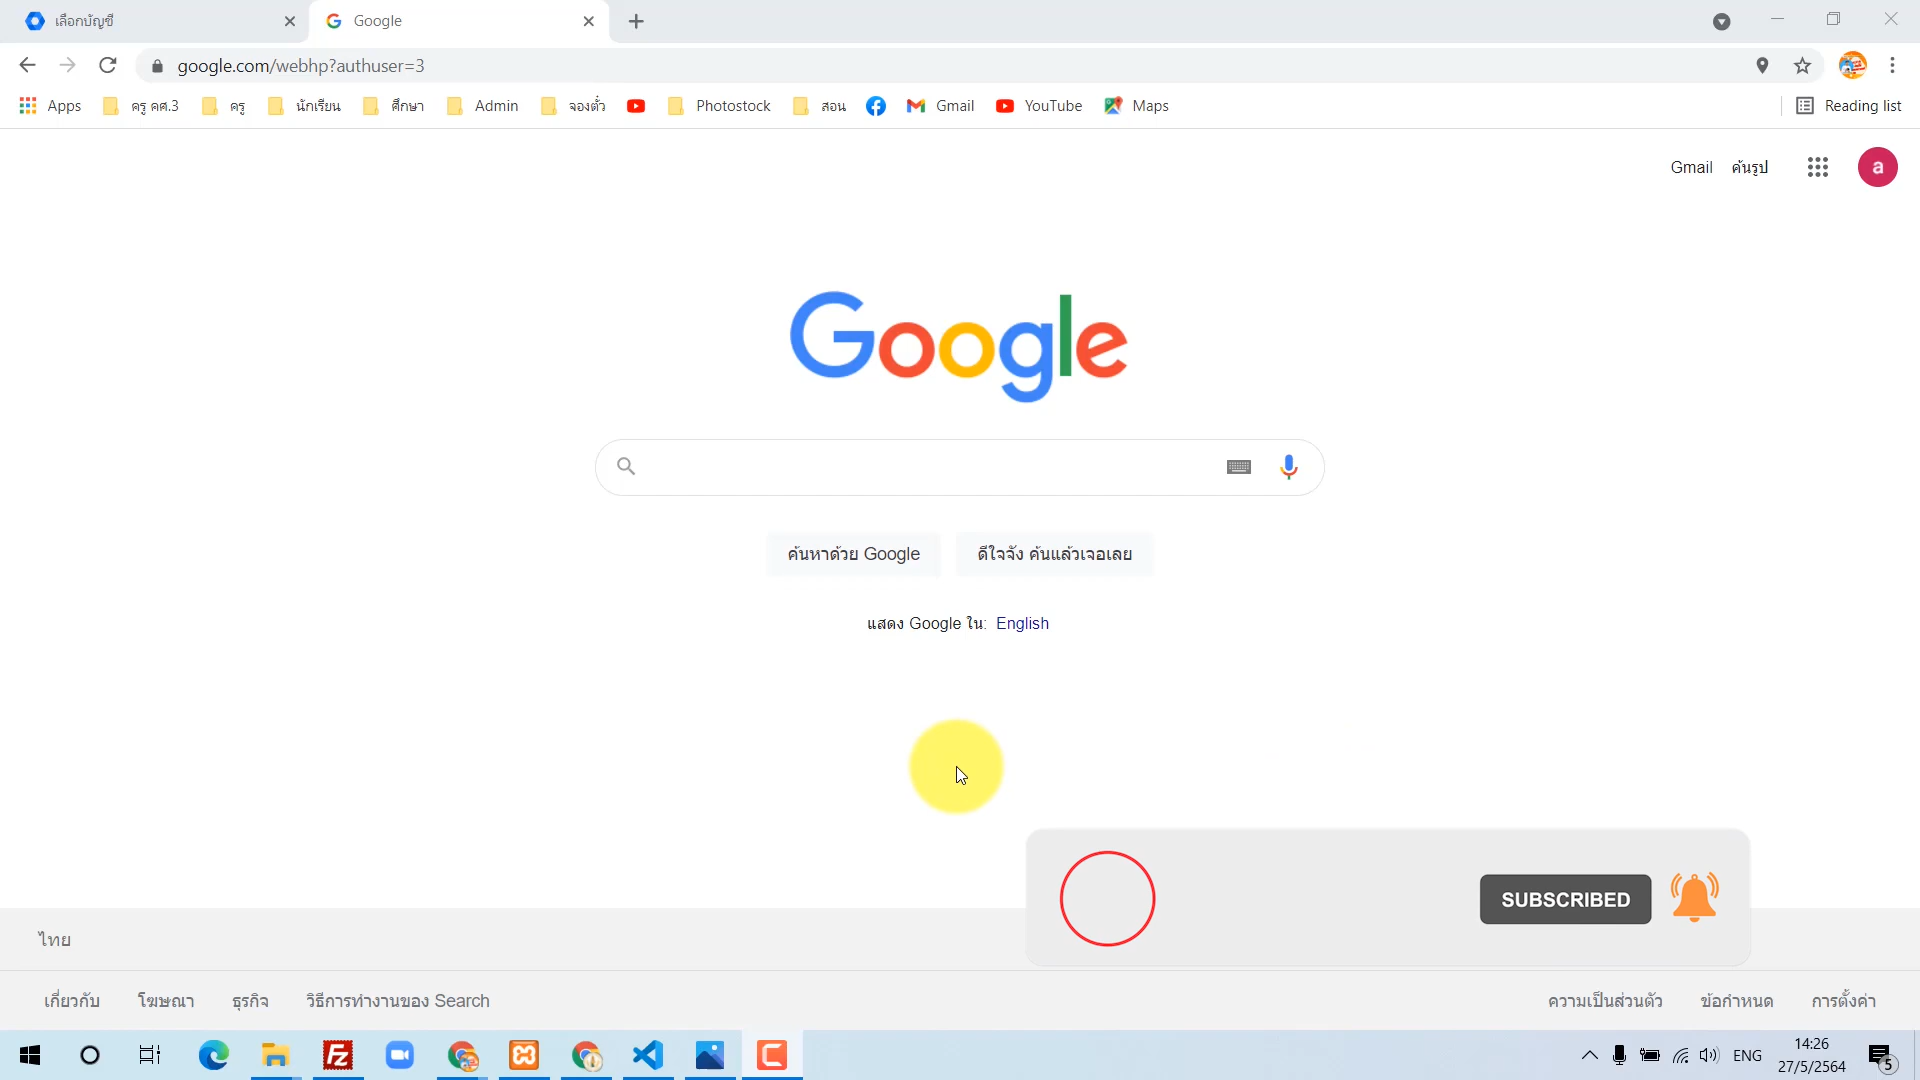 เลือกบัญชี
Google
google.com/webhp?authuser=3
Apps ครู คศ.3 ครู นักเรียน ศึกษา Admin จองตั๋ว Photostock สอน Gmail YouTube Maps Reading list
Gmail ค้นรูป a
Google
ค้นหาด้วย Google ดีใจจัง ค้นแล้วเจอเลย
แสดง Google ใน: English
SUBSCRIBED
ไทย
เกี่ยวกับ โฆษณา ธุรกิจ วิธีการทำงานของ Search ความเป็นส่วนตัว ข้อกำหนด การตั้งค่า
ENG 14:26
27/5/2564 5